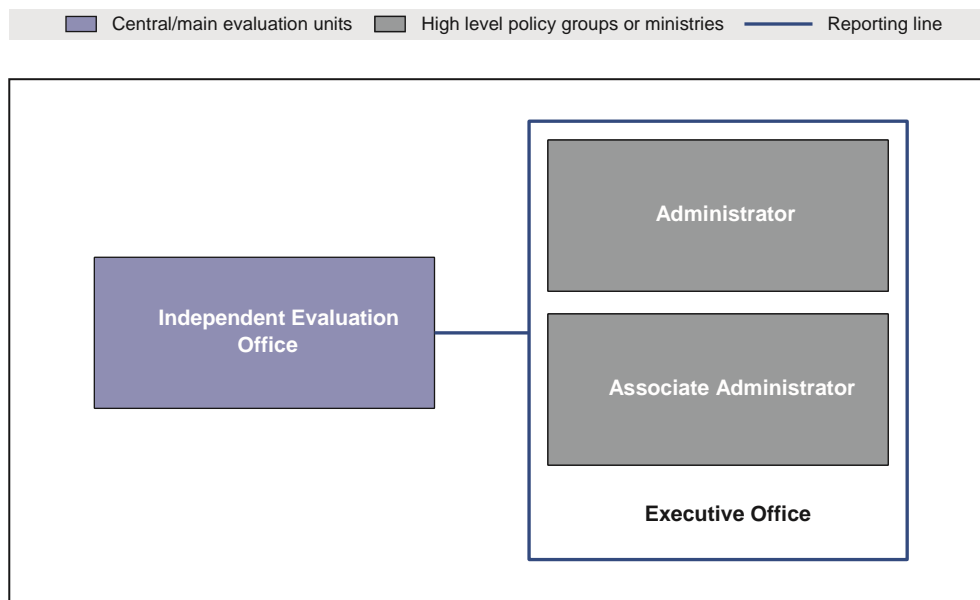 Central/main evaluation units
High level policy groups or ministries
Reporting line
Administrator
Independent Evaluation
Office
Associate Administrator
Executive Office